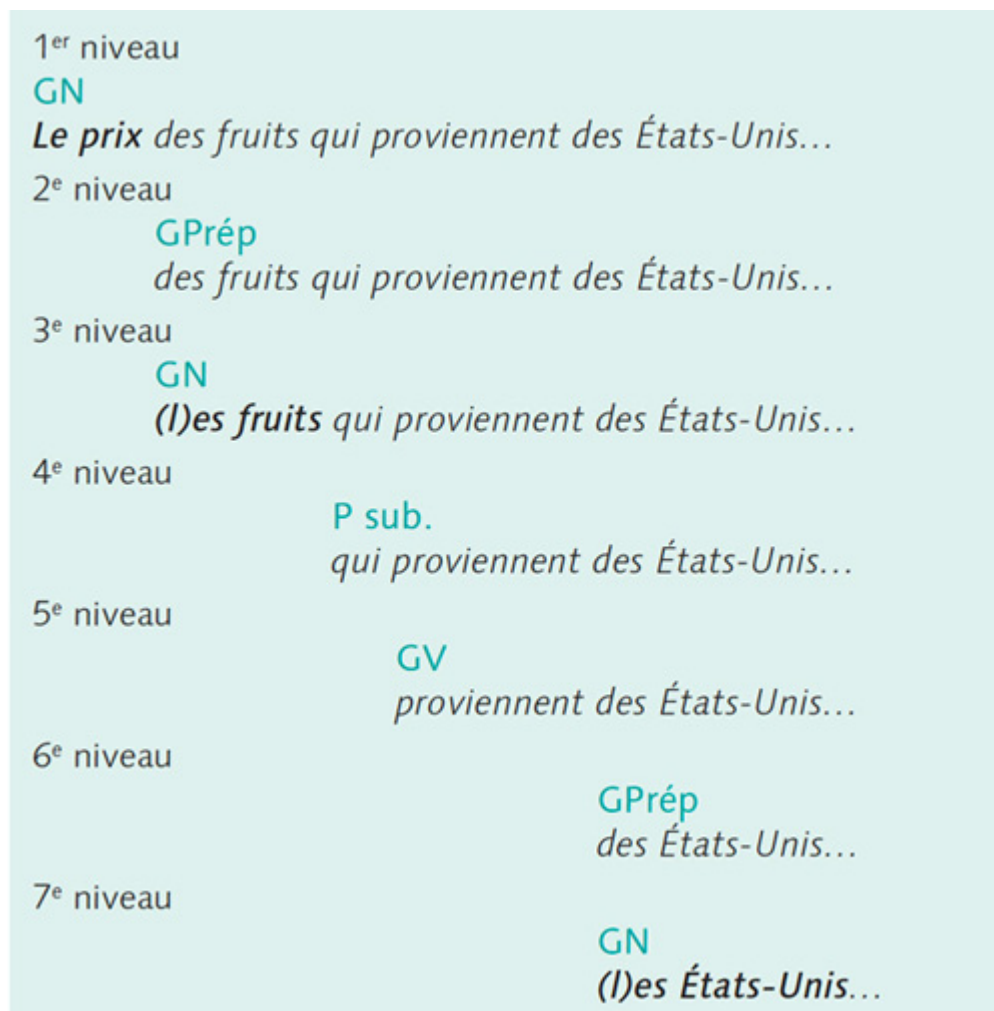 1er niveau
GN
Le prix des fruits qui proviennent des États-Unis…
2e niveau
GPrép
des fruits qui proviennent des États-Unis…
3e niveau
GN
(l)es fruits qui proviennent des États-Unis…
4e niveau
P sub.
qui proviennent des États-Unis…
5e niveau
GV
proviennent des États-Unis…
6e niveau
GPrép
des États-Unis…
7e niveau
GN
(l)es États-Unis…